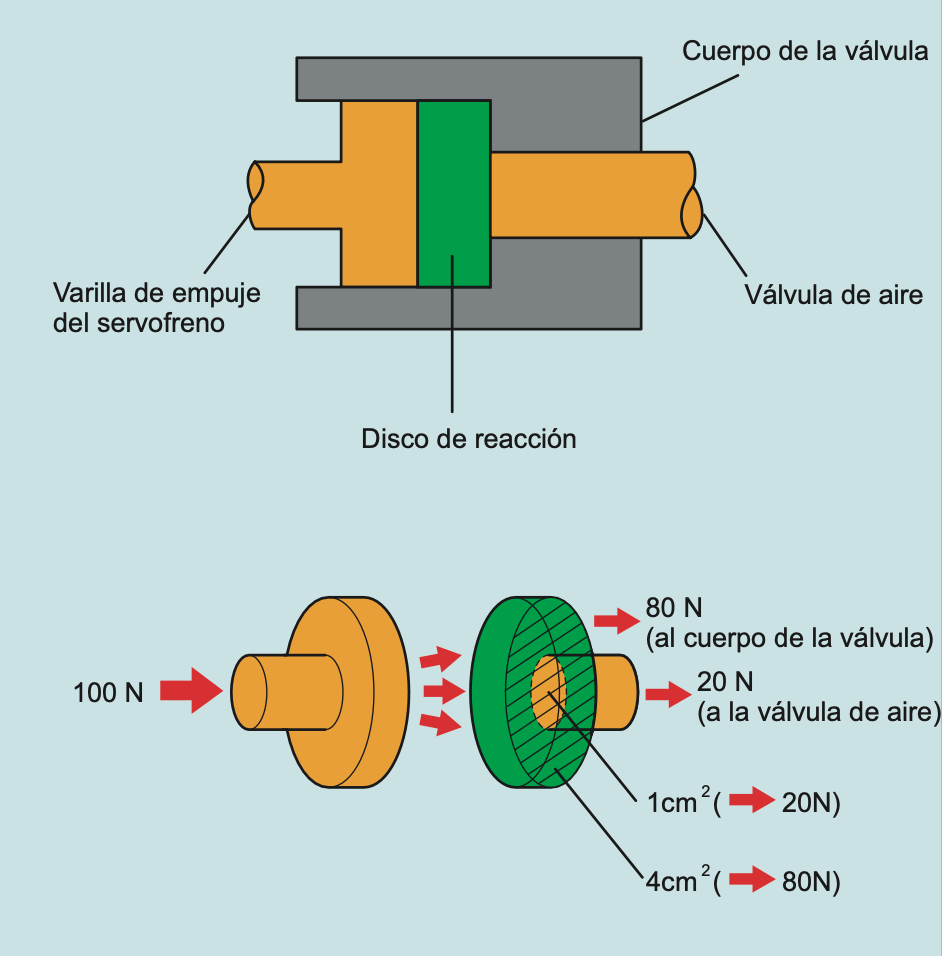 Cuerpo de la válvula
Varilla de empuje
del servofreno
Válvula de aire
Disco de reacción
80 N
(al cuerpo de la válvula)
100 N
20 N
(a la válvula de aire)
1cm²( 20N)
4cm²( 80N)